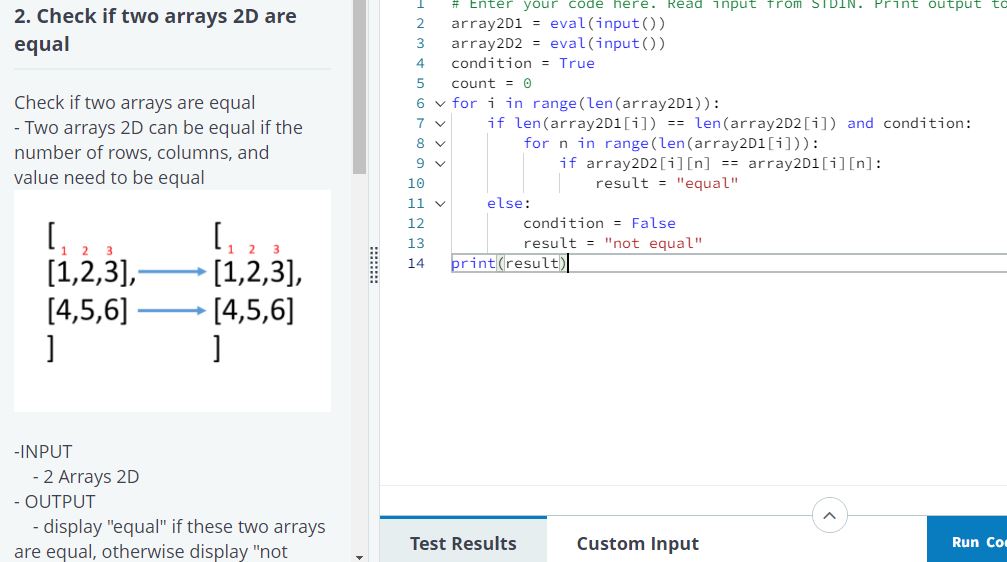 2. Check if two arrays 2D are
equal
Check if two arrays are equal
- Two arrays 2D can be equal if the
number of rows, columns, and
value need to be equal
[ [
1 2 3 1 2 3
[1,2,3], [1,2,3],
[4,5,6] [4,5,6]
] ]
-INPUT
- 2 Arrays 2D
- OUTPUT
- display "equal" if these two arrays
are equal, otherwise display "not
1 # Enter your code here. Read input from STDIN. Print output to
2 array2D1 = eval(input())
3 array2D2 = eval(input())
4 condition = True
5 count = 0
6 for i in range(len(array2D1)):
7 if len(array2D1[i]) == len(array2D2[i]) and condition:
8 for n in range(len(array2D1[i])):
9 if array2D2[i][n] == array2D1[i][n]:
10 result = "equal"
11 else:
12 condition = False
13 result = "not equal"
14 print(result)
Test Results Custom Input Run Co